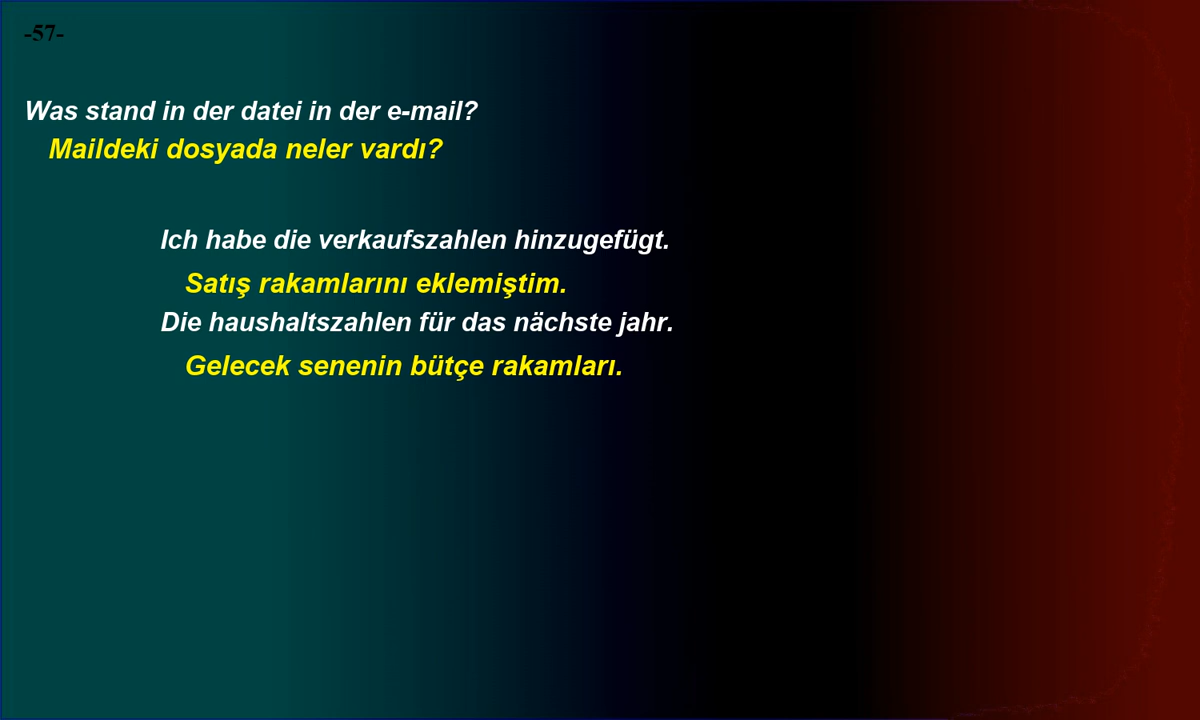 -57-
Was stand in der datei in der e-mail?
Maildeki dosyada neler vardı?
Ich habe die verkaufszahlen hinzugefügt.
Satış rakamlarını eklemiştim.
Die haushaltszahlen für das nächste jahr.
Gelecek senenin bütçe rakamları.